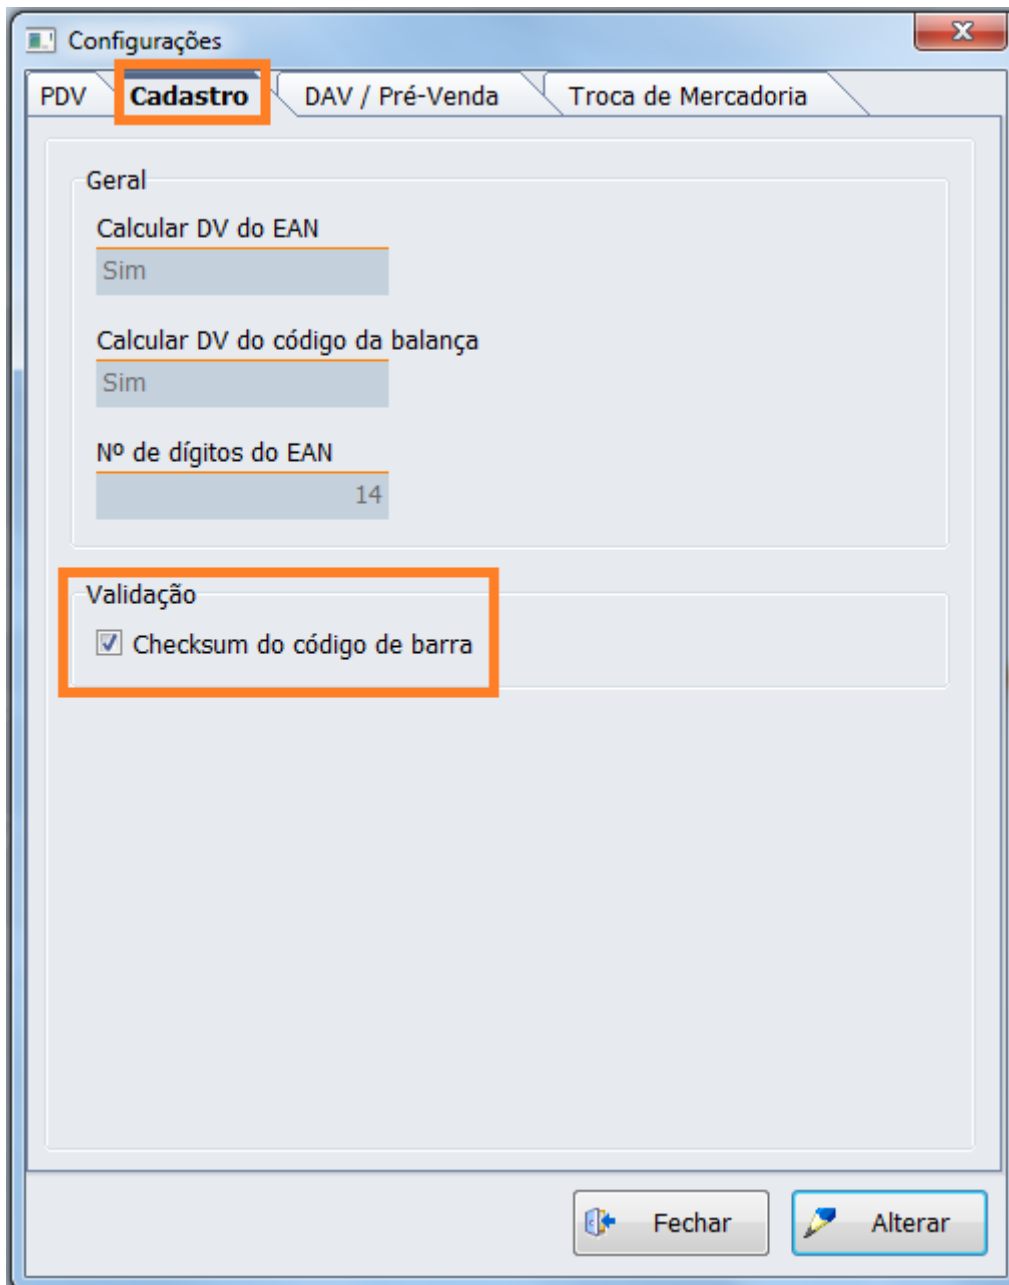 Configurações
PDV Cadastro DAV / Pré-Venda Troca de Mercadoria
Geral
Calcular DV do EAN
Sim
Calcular DV do código da balança
Sim
Nº de dígitos do EAN
14
Validação
Checksum do código de barra
Fechar Alterar